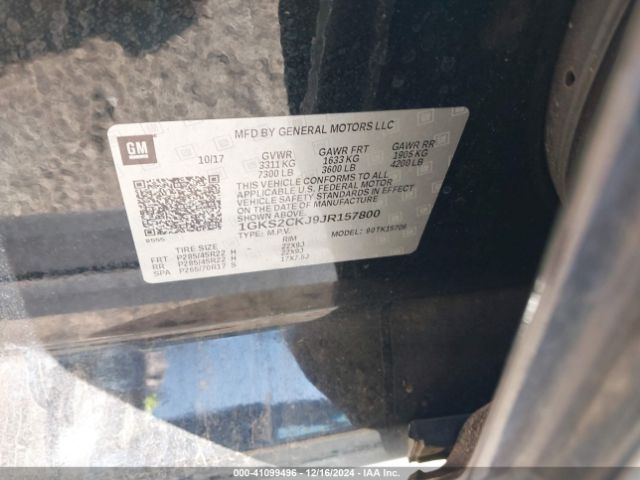 MFD BY GENERAL MOTORS LLC
GM
10/17 GVWR GAWR FRT GAWR RR
3311 KG 1633 KG 1905 KG
7300 LB 3600 LB 4200 LB
THIS VEHICLE CONFORMS TO ALL
APPLICABLE U.S. FEDERAL MOTOR
VEHICLE SAFETY STANDARDS IN EFFECT
ON THE DATE OF MANUFACTURE
SHOWN ABOVE.
1GKS2CKJ9JR157800
TYPE: M.P.V. MODEL:
TIRE SIZE RIM
FRT P285/45R22 H - 22X9J
RR P285/45R22 H 22X9J
SPA P265/70R17 S 17X7.5J
000-41099496 - 12/16/2024 - IAA Inc.